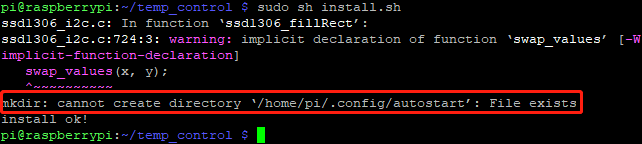 pi@raspberrypi:~/temp_control $ sudo sh install.sh
ssd1306_i2c.c: In function ‘ssd1306_fillRect’:
ssd1306_i2c.c:724:3: warning: implicit declaration of function ‘swap_values’ [-W
implicit-function-declaration]
swap_values(x, y);
^~~~~~~~~~~
mkdir: cannot create directory ‘/home/pi/.config/autostart’: File exists
install ok!
pi@raspberrypi:~/temp_control $